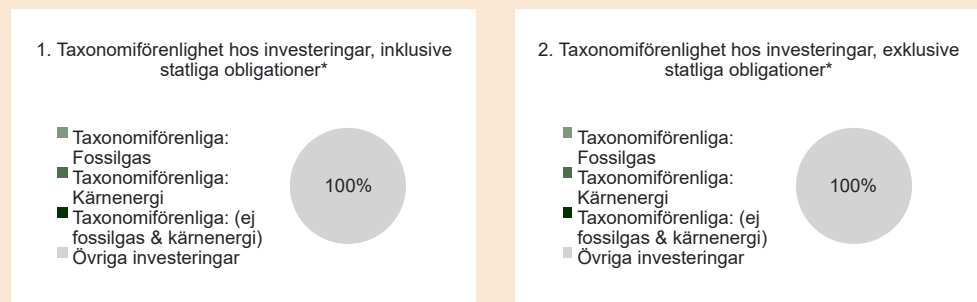 1. Taxonomiförenlighet hos investeringar, inklusive
statliga obligationer*
Taxonomiförenliga:
Fossilgas
Taxonomiförenliga:
Kärnenergi
Taxonomiförenliga: (ej
fossilgas & kärnenergi)
Övriga investeringar
100%
2. Taxonomiförenlighet hos investeringar, exklusive
statliga obligationer*
Taxonomiförenliga:
Fossilgas
Taxonomiförenliga:
Kärnenergi
Taxonomiförenliga: (ej
fossilgas & kärnenergi)
Övriga investeringar
100%